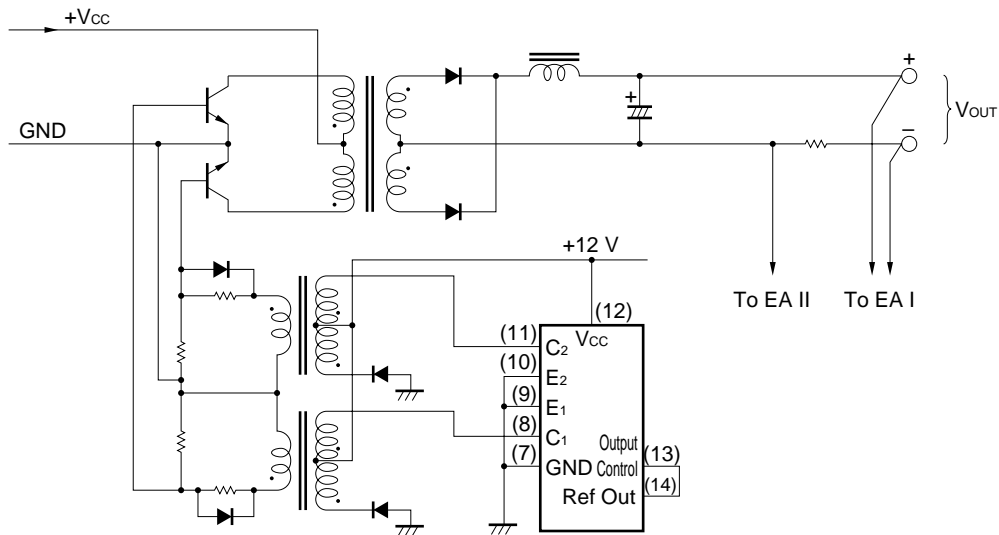 +Vcc
GND
+
−
VOUT
+
+12 V
To EA II
To EA I
(12)
Vcc
(11)
C2
(10)
E2
(9)
E1
(8)
C1
Output
Control
(13)
(7)
GND
Ref Out
(14)